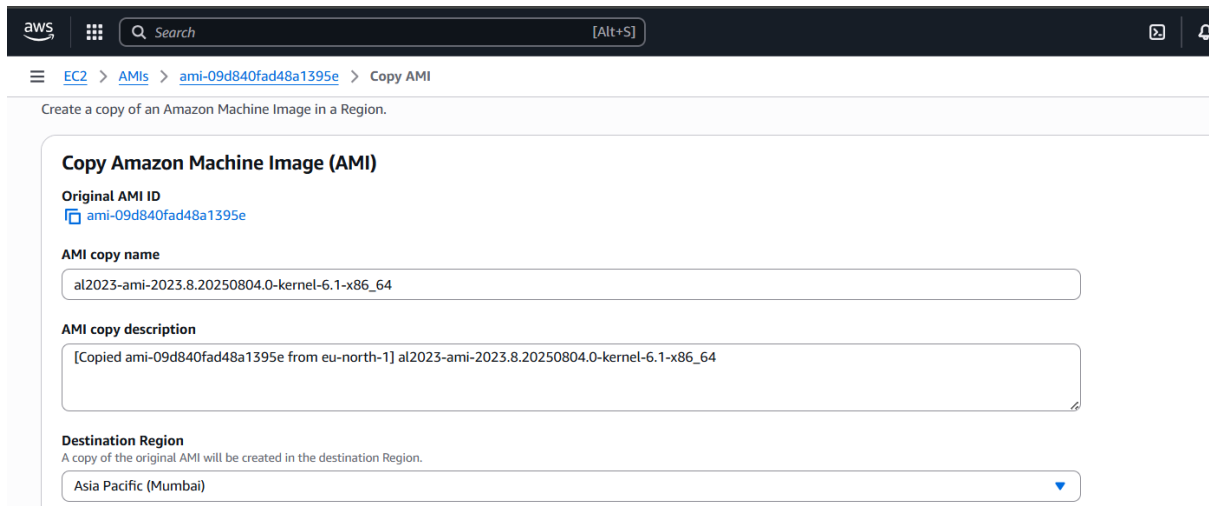 aws
Search [Alt+S]
EC2 > AMIs > ami-09d840fad48a1395e > Copy AMI
Create a copy of an Amazon Machine Image in a Region.
Copy Amazon Machine Image (AMI)
Original AMI ID
ami-09d840fad48a1395e
AMI copy name
al2023-ami-2023.8.20250804.0-kernel-6.1-x86_64
AMI copy description
[Copied ami-09d840fad48a1395e from eu-north-1] al2023-ami-2023.8.20250804.0-kernel-6.1-x86_64
Destination Region
A copy of the original AMI will be created in the destination Region.
Asia Pacific (Mumbai)